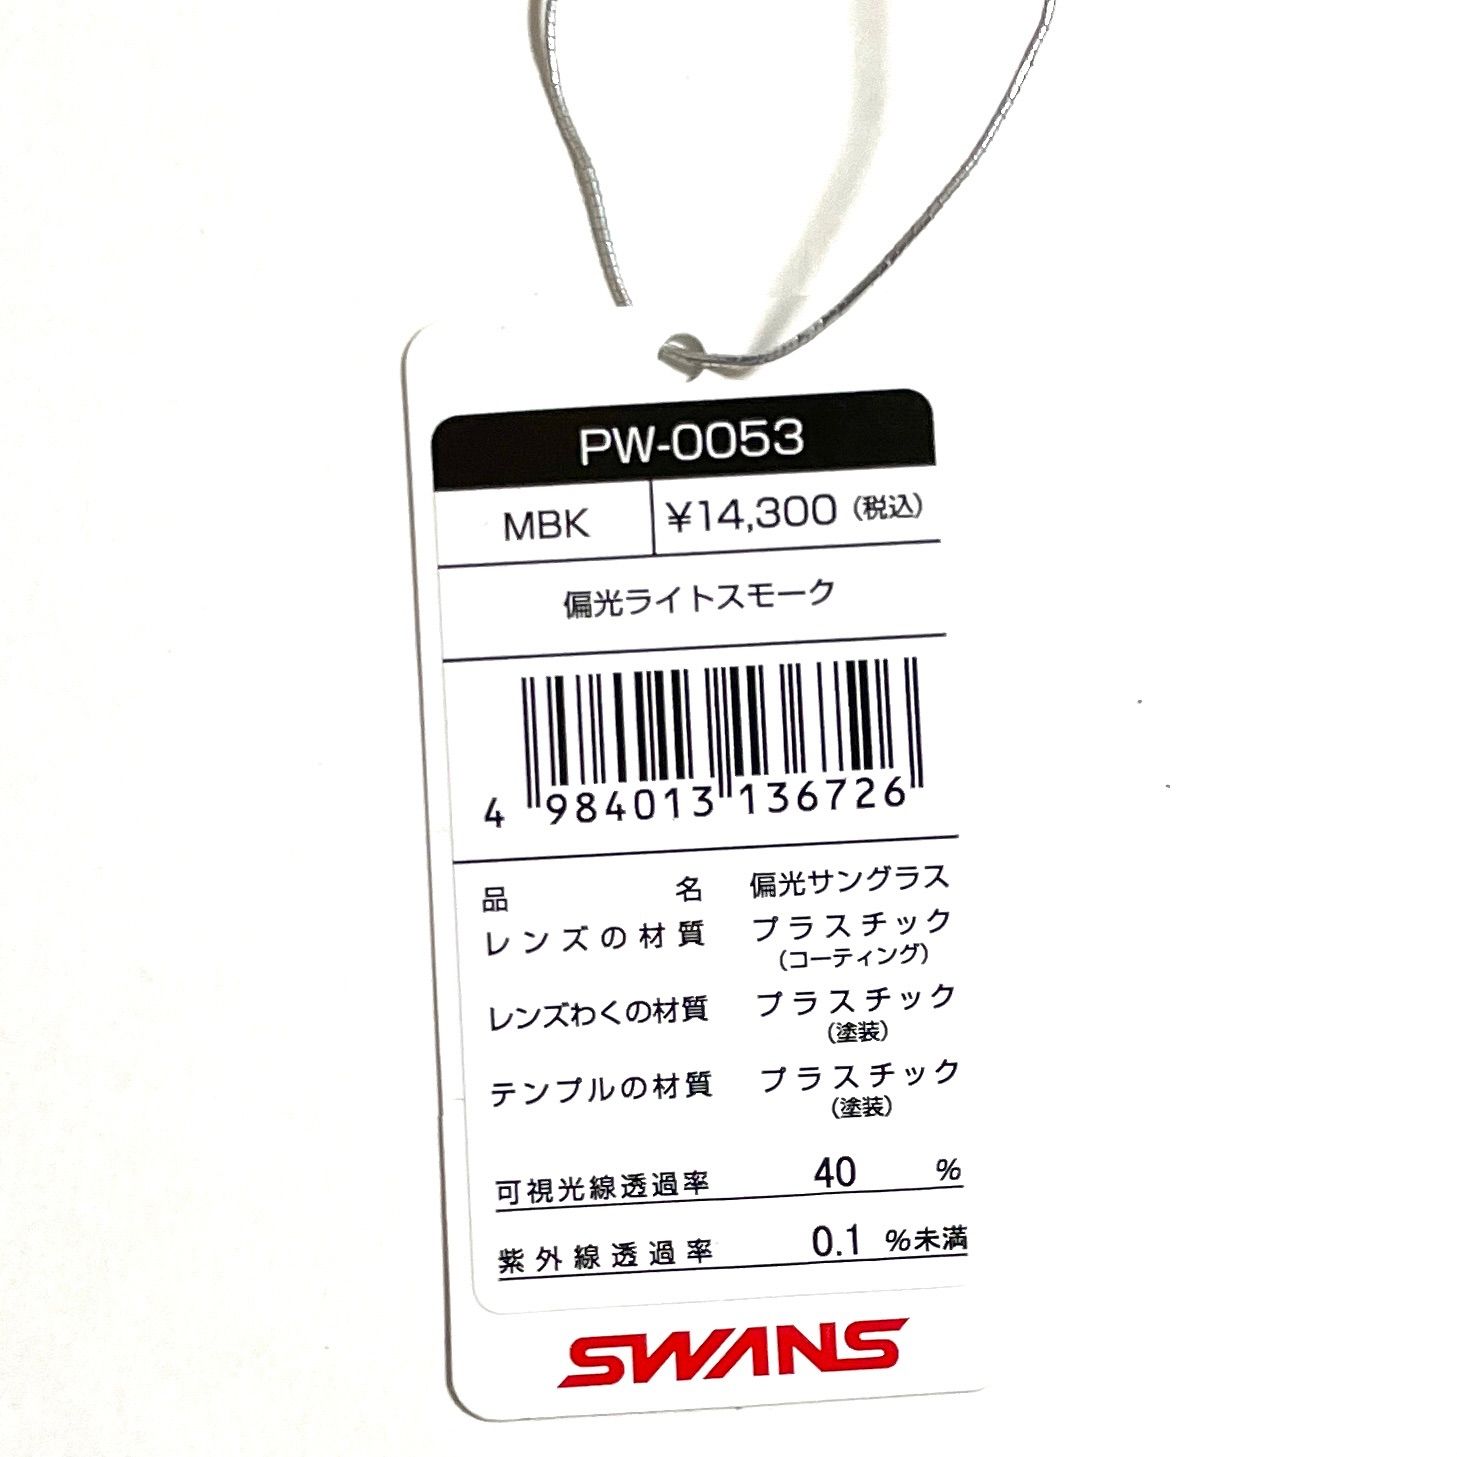 PW-0053
MBK ¥14,300(税込)
偏光ライトスモーク
4 984013 136726
品名 偏光サングラス
レンズの材質 プラスチック
(コーティング)
レンズわくの材質 プラスチック
(塗装)
テンプルの材質 プラスチック
(塗装)
可視光線透過率 40 %
紫外線透過率 0.1 %未満
SWANS